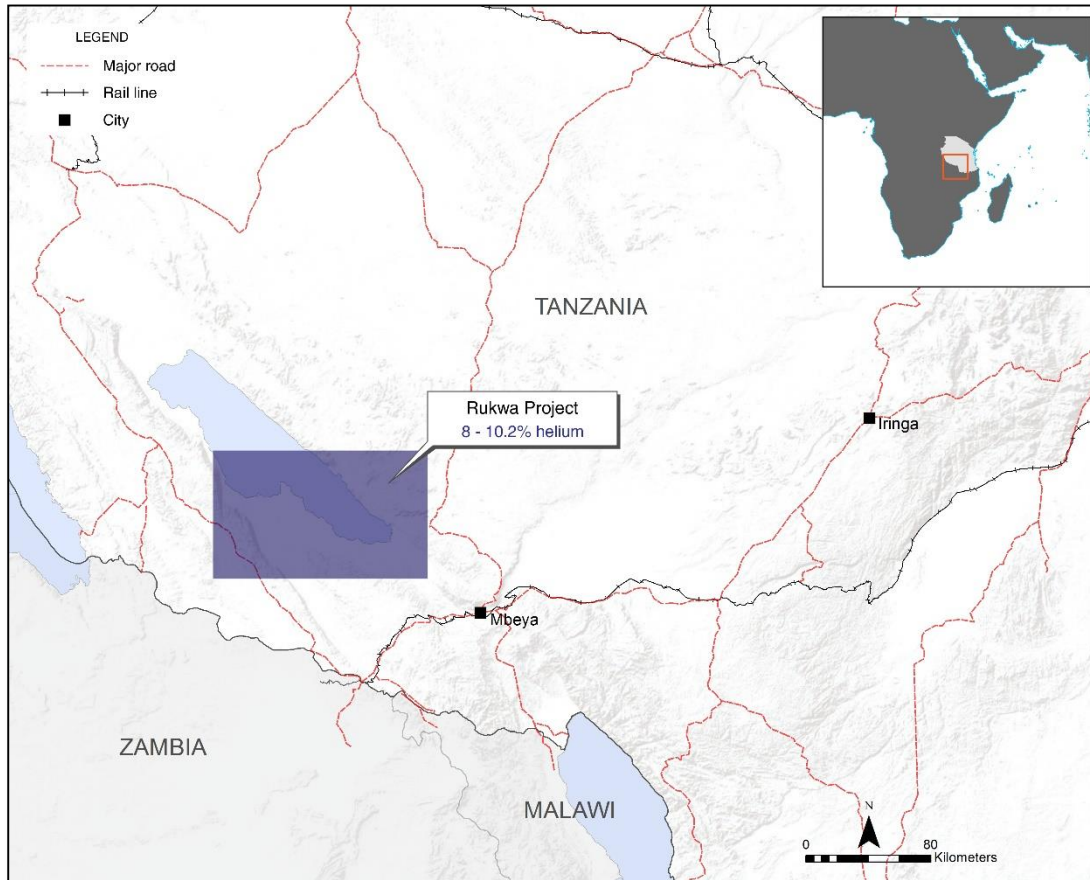 LEGEND
Major road
Rail line
City
TANZANIA
Rukwa Project
8 - 10.2% helium
Iringa
Mbeya
ZAMBIA
MALAWI
N
0 80
Kilometers